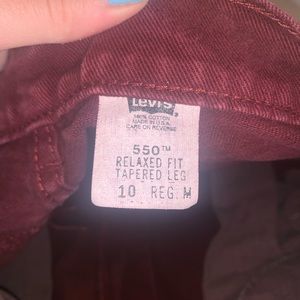 Levi's
100% COTTON
MADE IN U.S.A.
CARE ON REVERSE
550™
RELAXED FIT
TAPERED LEG
10 REG. M